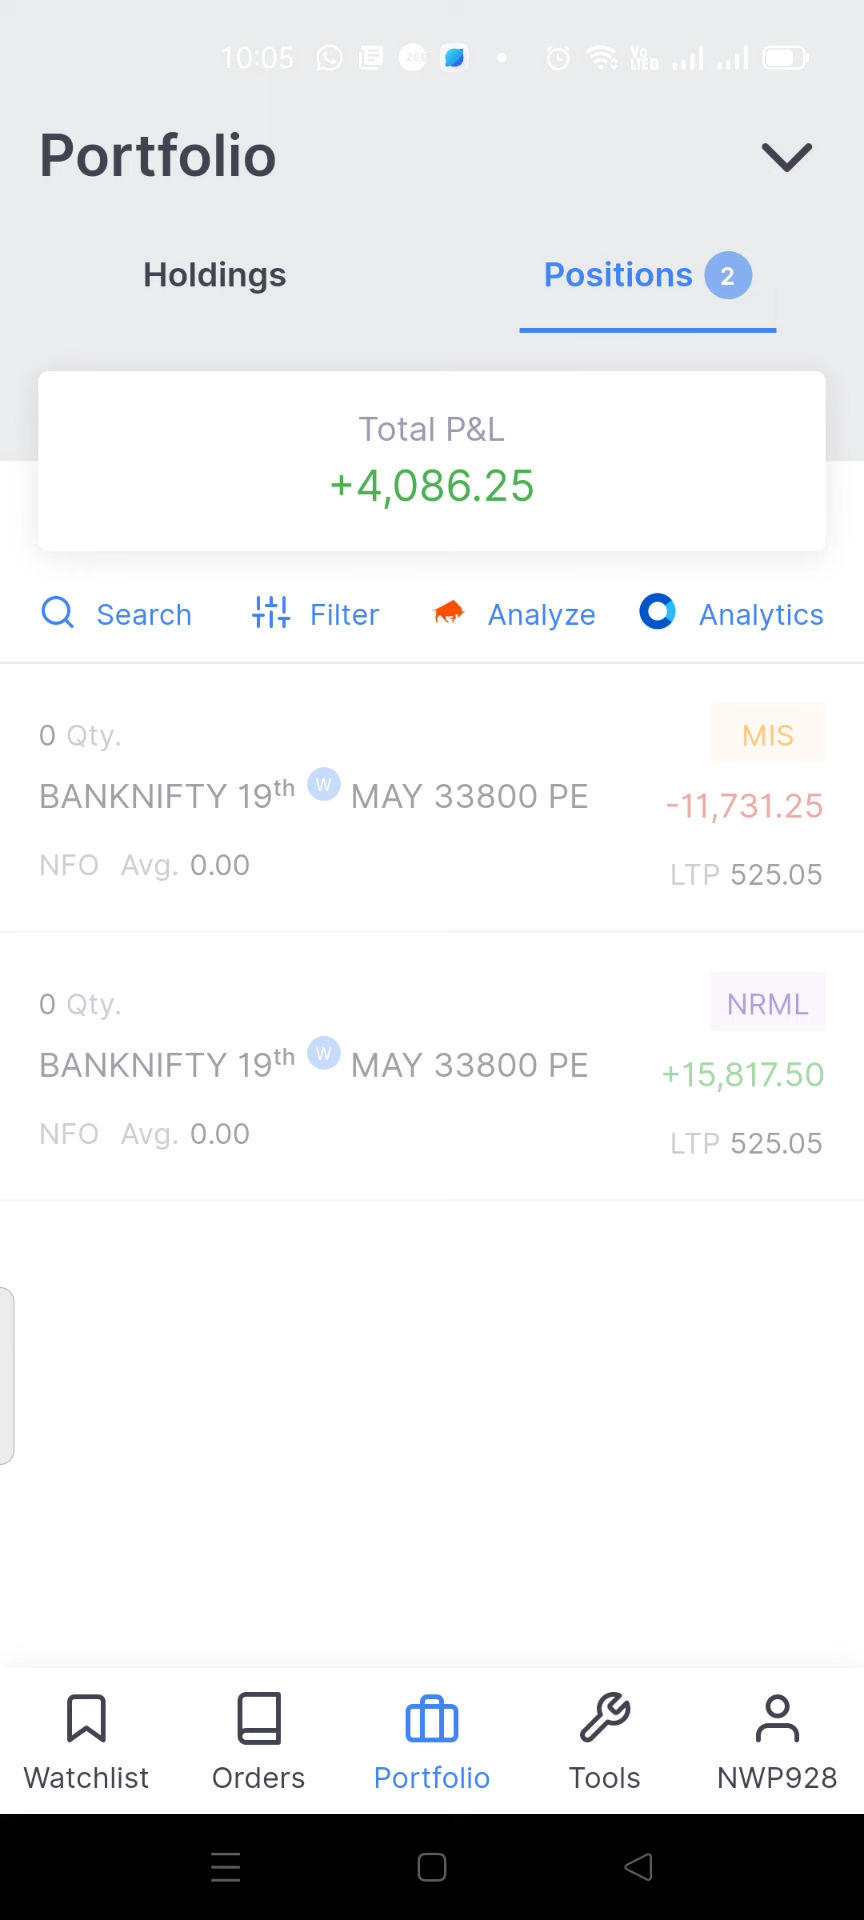 10:05
Portfolio
Holdings
Positions 2
Total P&L
+4,086.25
Search Filter Analyze Analytics
0 Qty. MIS
BANKNIFTY 19th W MAY 33800 PE -11,731.25
NFO Avg. 0.00 LTP 525.05
0 Qty. NRML
BANKNIFTY 19th W MAY 33800 PE +15,817.50
NFO Avg. 0.00 LTP 525.05
Watchlist Orders Portfolio Tools NWP928